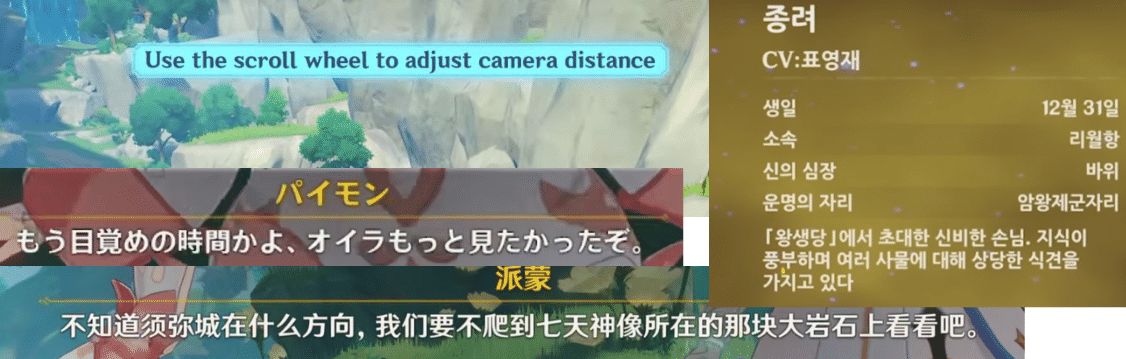 Use the scroll wheel to adjust camera distance
パイモン
もう目覚めの時間かよ、オイラもっと見たかったぞ。
派蒙
不知道须弥城在什么方向，我们要不爬到七天神像所在的那块大岩石上看看吧。
종려
CV:표영재
생일 12월 31일
소속 리월항
신의 심장 바위
운명의 자리 암왕제군자리
「왕생당」에서 초대한 신비한 손님. 지식이
풍부하며 여러 사물에 대해 상당한 식견을
가지고 있다